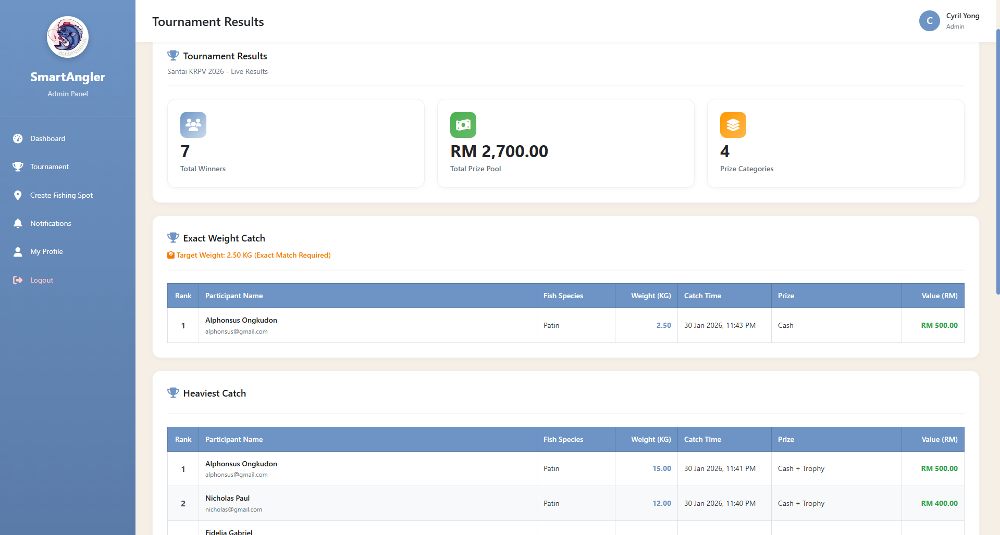 SMARTANGLER
SmartAngler
Admin Panel
Dashboard
Tournament
Create Fishing Spot
Notifications
My Profile
Logout
Tournament Results
C
Cyril Yong
Admin
Tournament Results
Santai KRPV 2026 - Live Results
7
Total Winners
RM 2,700.00
Total Prize Pool
4
Prize Categories
Exact Weight Catch
Target Weight: 2.50 KG (Exact Match Required)
Rank Participant Name Fish Species Weight (KG) Catch Time Prize Value (RM)
1 Alphonsus Ongkudon Patin 2.50 30 Jan 2026, 11:43 PM Cash RM 500.00
alphonsus@gmail.com
Heaviest Catch
Rank Participant Name Fish Species Weight (KG) Catch Time Prize Value (RM)
1 Alphonsus Ongkudon Patin 15.00 30 Jan 2026, 11:41 PM Cash + Trophy RM 500.00
alphonsus@gmail.com
2 Nicholas Paul Patin 12.00 30 Jan 2026, 11:40 PM Cash + Trophy RM 400.00
nicholas@gmail.com
Fidelia Gabriel